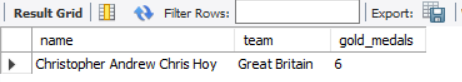 Result Grid Filter Rows: Export:
name team gold_medals
Christopher Andrew Chris Hoy Great Britain 6